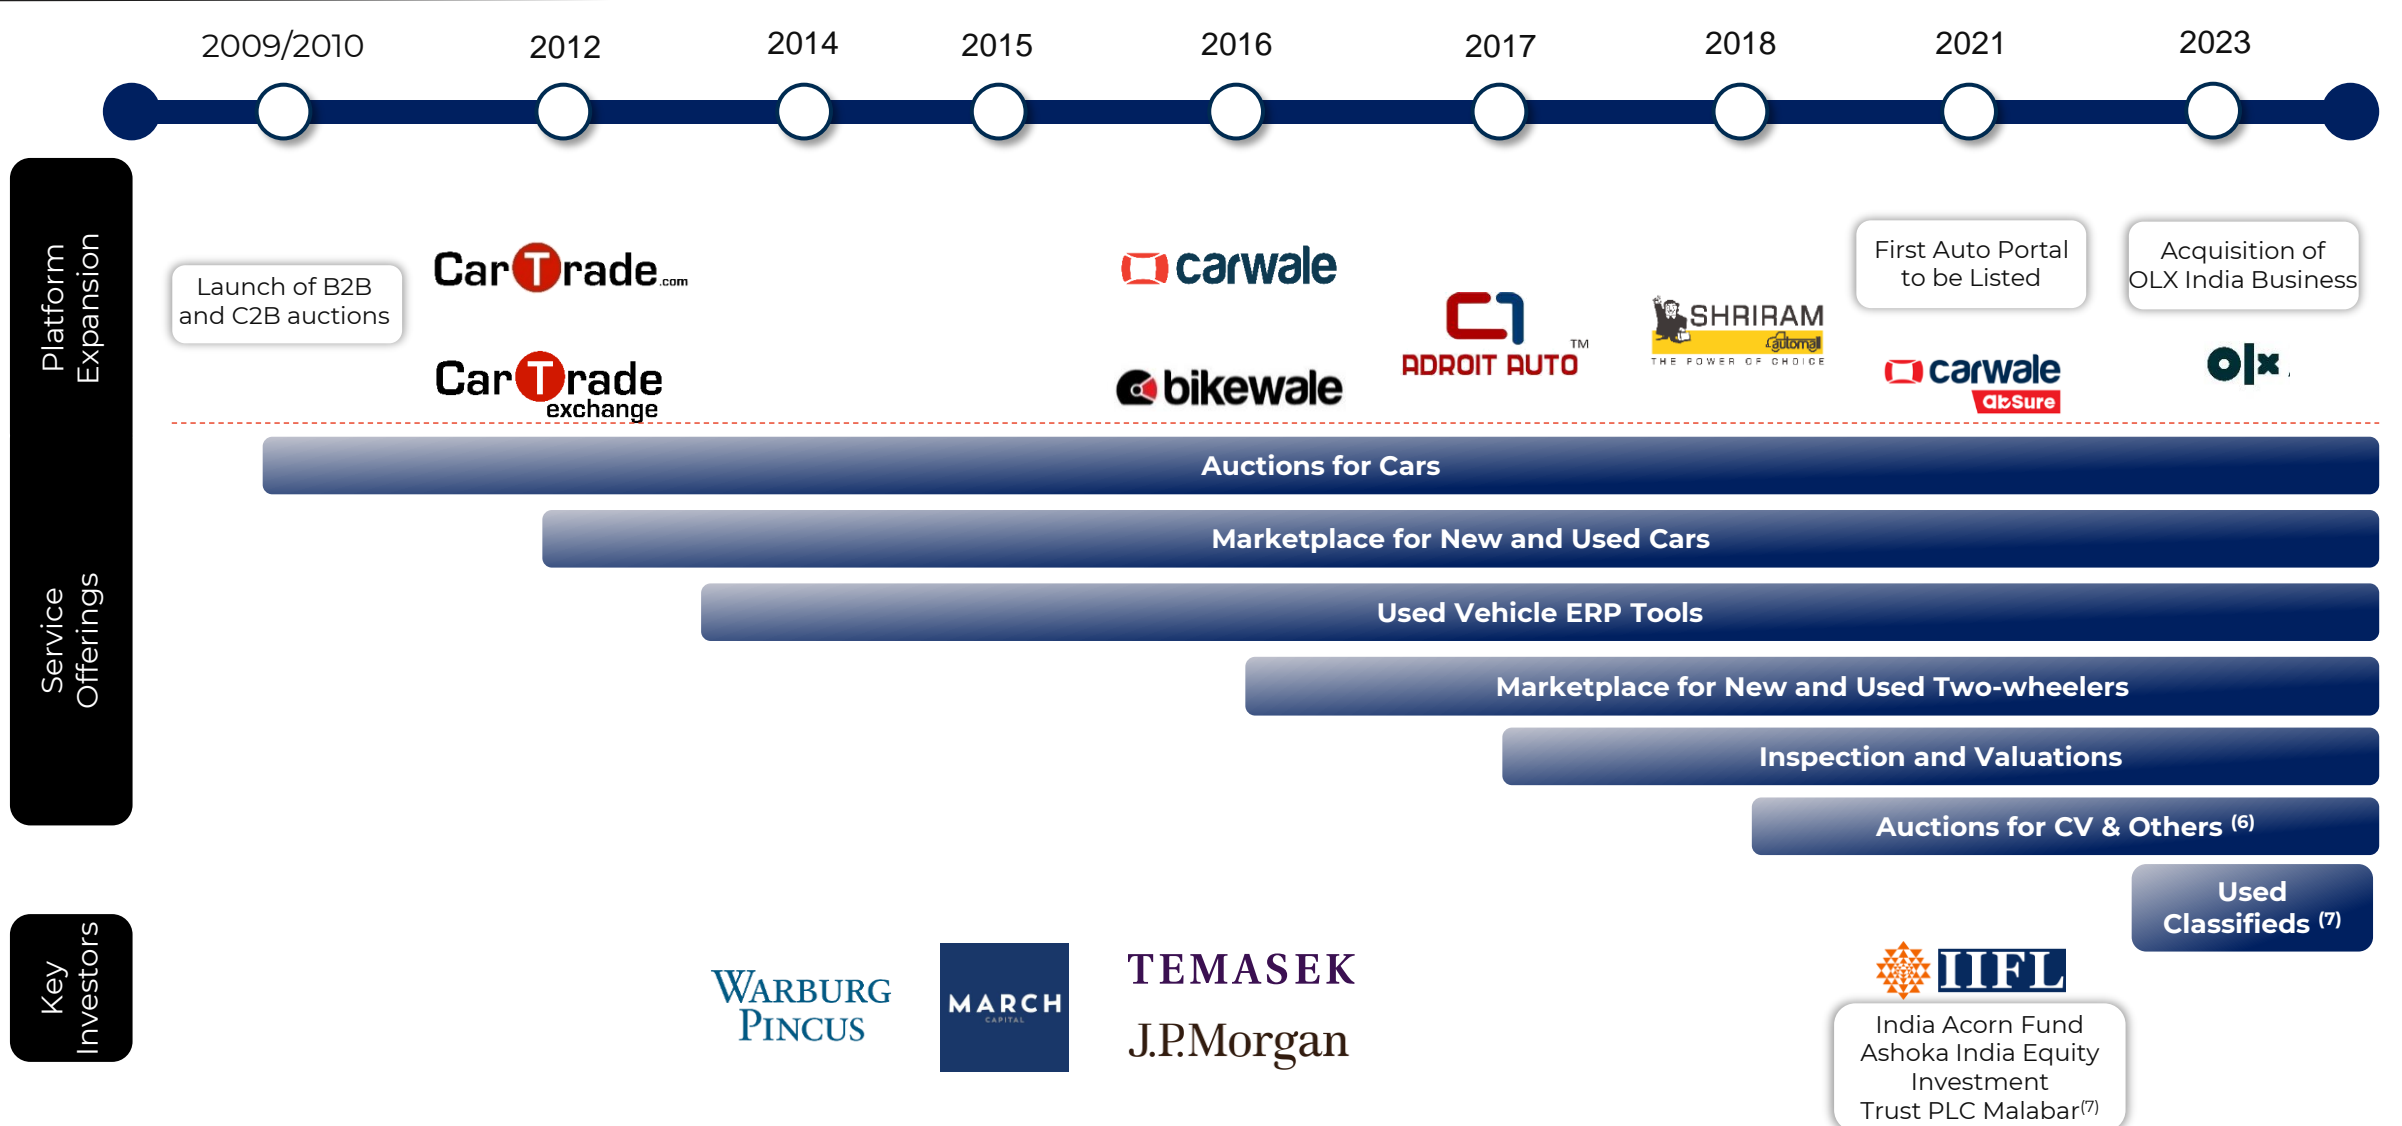 2009/2010
2012
2014
2015
2016
2017
2018
2021
2023
Platform
Expansion
Launch of B2B
and C2B auctions
CarTrade.com
CarTrade
exchange
carwale
bikewale
ADROIT AUTO TM
SHRIRAM
automall
THE POWER OF CHOICE
First Auto Portal
to be Listed
carwale
abSure
Acquisition of
OLX India Business
olx
Service
Offerings
Auctions for Cars
Marketplace for New and Used Cars
Used Vehicle ERP Tools
Marketplace for New and Used Two-wheelers
Inspection and Valuations
Auctions for CV & Others (6)
Used
Classifieds (7)
Key
Investors
WARBURG
PINCUS
MARCH
CAPITAL
TEMASEK
J.P.Morgan
IIFL
India Acorn Fund
Ashoka India Equity
Investment
Trust PLC Malabar(7)